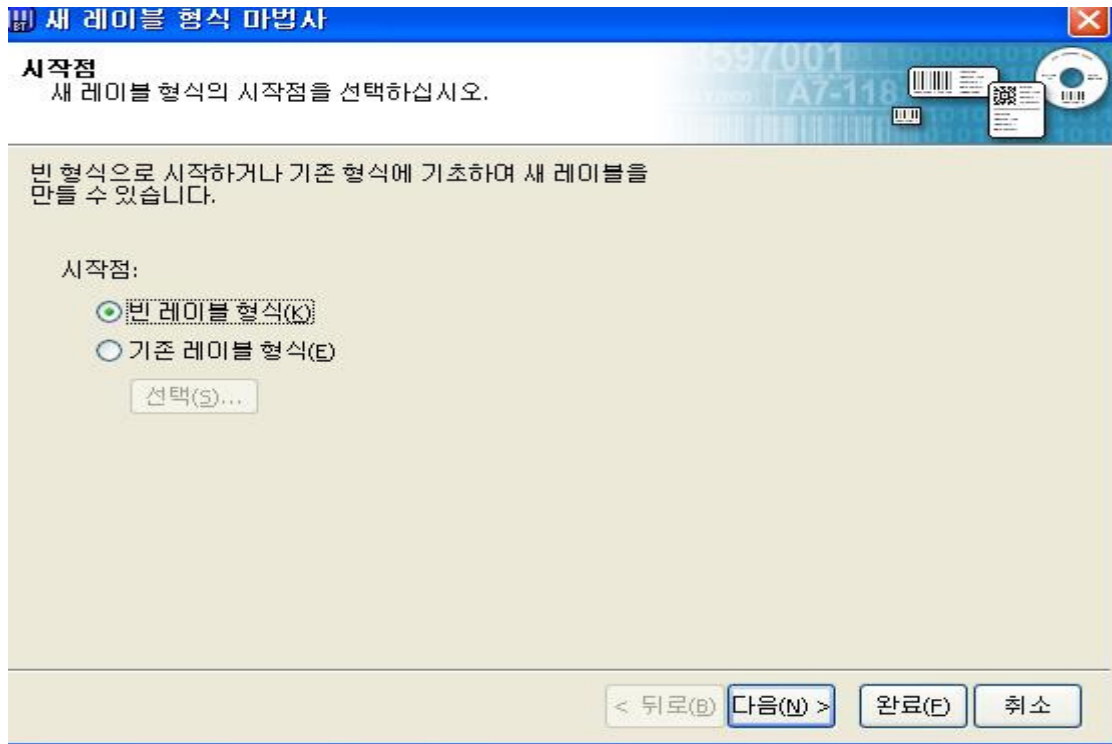 새 레이블 형식 마법사
시작점
새 레이블 형식의 시작점을 선택하십시오.
3597001
A7-118
빈 형식으로 시작하거나 기존 형식에 기초하여 새 레이블을
만들 수 있습니다.
시작점:
빈 레이블 형식(K)
기존 레이블 형식(E)
선택(S)...
< 뒤로(B) 다음(N) > 완료(F) 취소